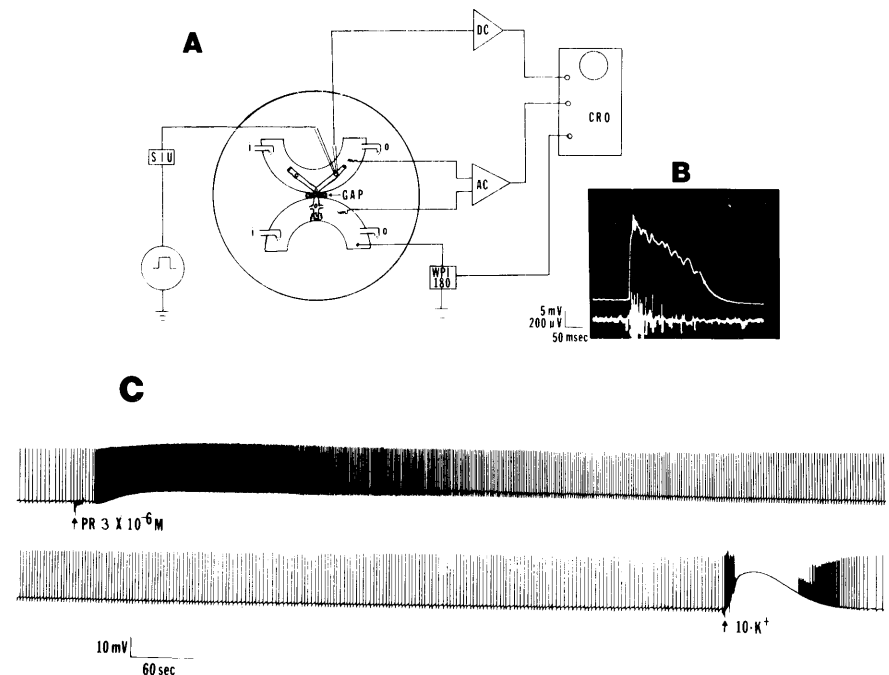 A
DC
CRO
SIU
I
O
GAP
AC
I
O
WPI
180
B
5 mV
200 μV
50 msec
C
↑ PR 3 X 10⁻⁶ M
↑ 10·K⁺
10 mV
60 sec